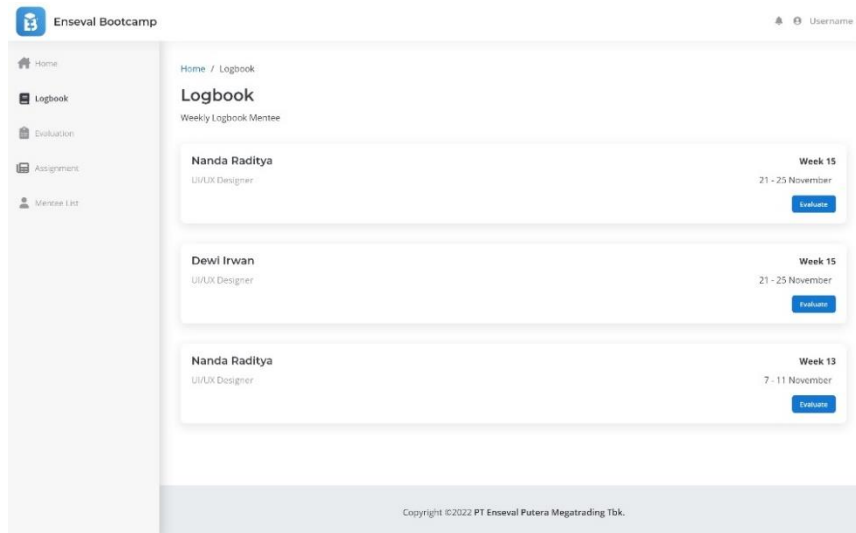 Enseval Bootcamp
Username
Home
Logbook
Evaluation
Assignment
Mentee List
Home / Logbook
Logbook
Weekly Logbook Mentee
Nanda Raditya
Week 15
UI/UX Designer
21 - 25 November
Evaluate
Dewi Irwan
Week 15
UI/UX Designer
21 - 25 November
Evaluate
Nanda Raditya
Week 13
UI/UX Designer
7 - 11 November
Evaluate
Copyright ©2022 PT Enseval Putera Megatrading Tbk.